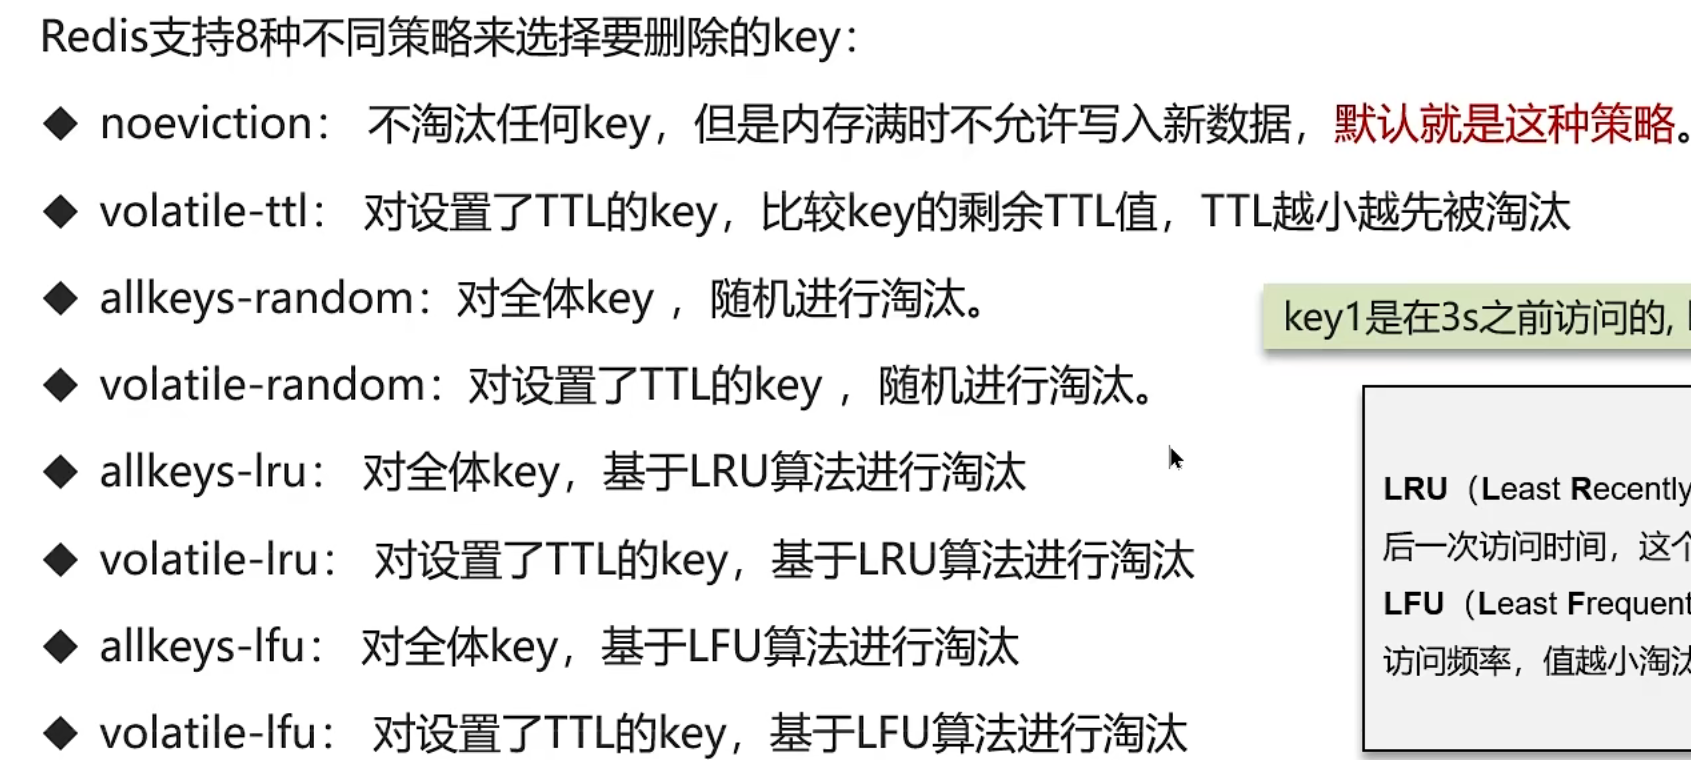 Redis支持8种不同策略来选择要删除的key：
◆ noeviction： 不淘汰任何key，但是内存满时不允许写入新数据，默认就是这种策略。
◆ volatile-ttl： 对设置了TTL的key，比较key的剩余TTL值，TTL越小越先被淘汰
◆ allkeys-random：对全体key ，随机进行淘汰。
◆ volatile-random：对设置了TTL的key ，随机进行淘汰。
◆ allkeys-lru： 对全体key，基于LRU算法进行淘汰
◆ volatile-lru： 对设置了TTL的key，基于LRU算法进行淘汰
◆ allkeys-lfu： 对全体key，基于LFU算法进行淘汰
◆ volatile-lfu： 对设置了TTL的key，基于LFU算法进行淘汰
key1是在3s之前访问的,
LRU（Least Recently
后一次访问时间，这个
LFU（Least Frequent
访问频率，值越小淘汰